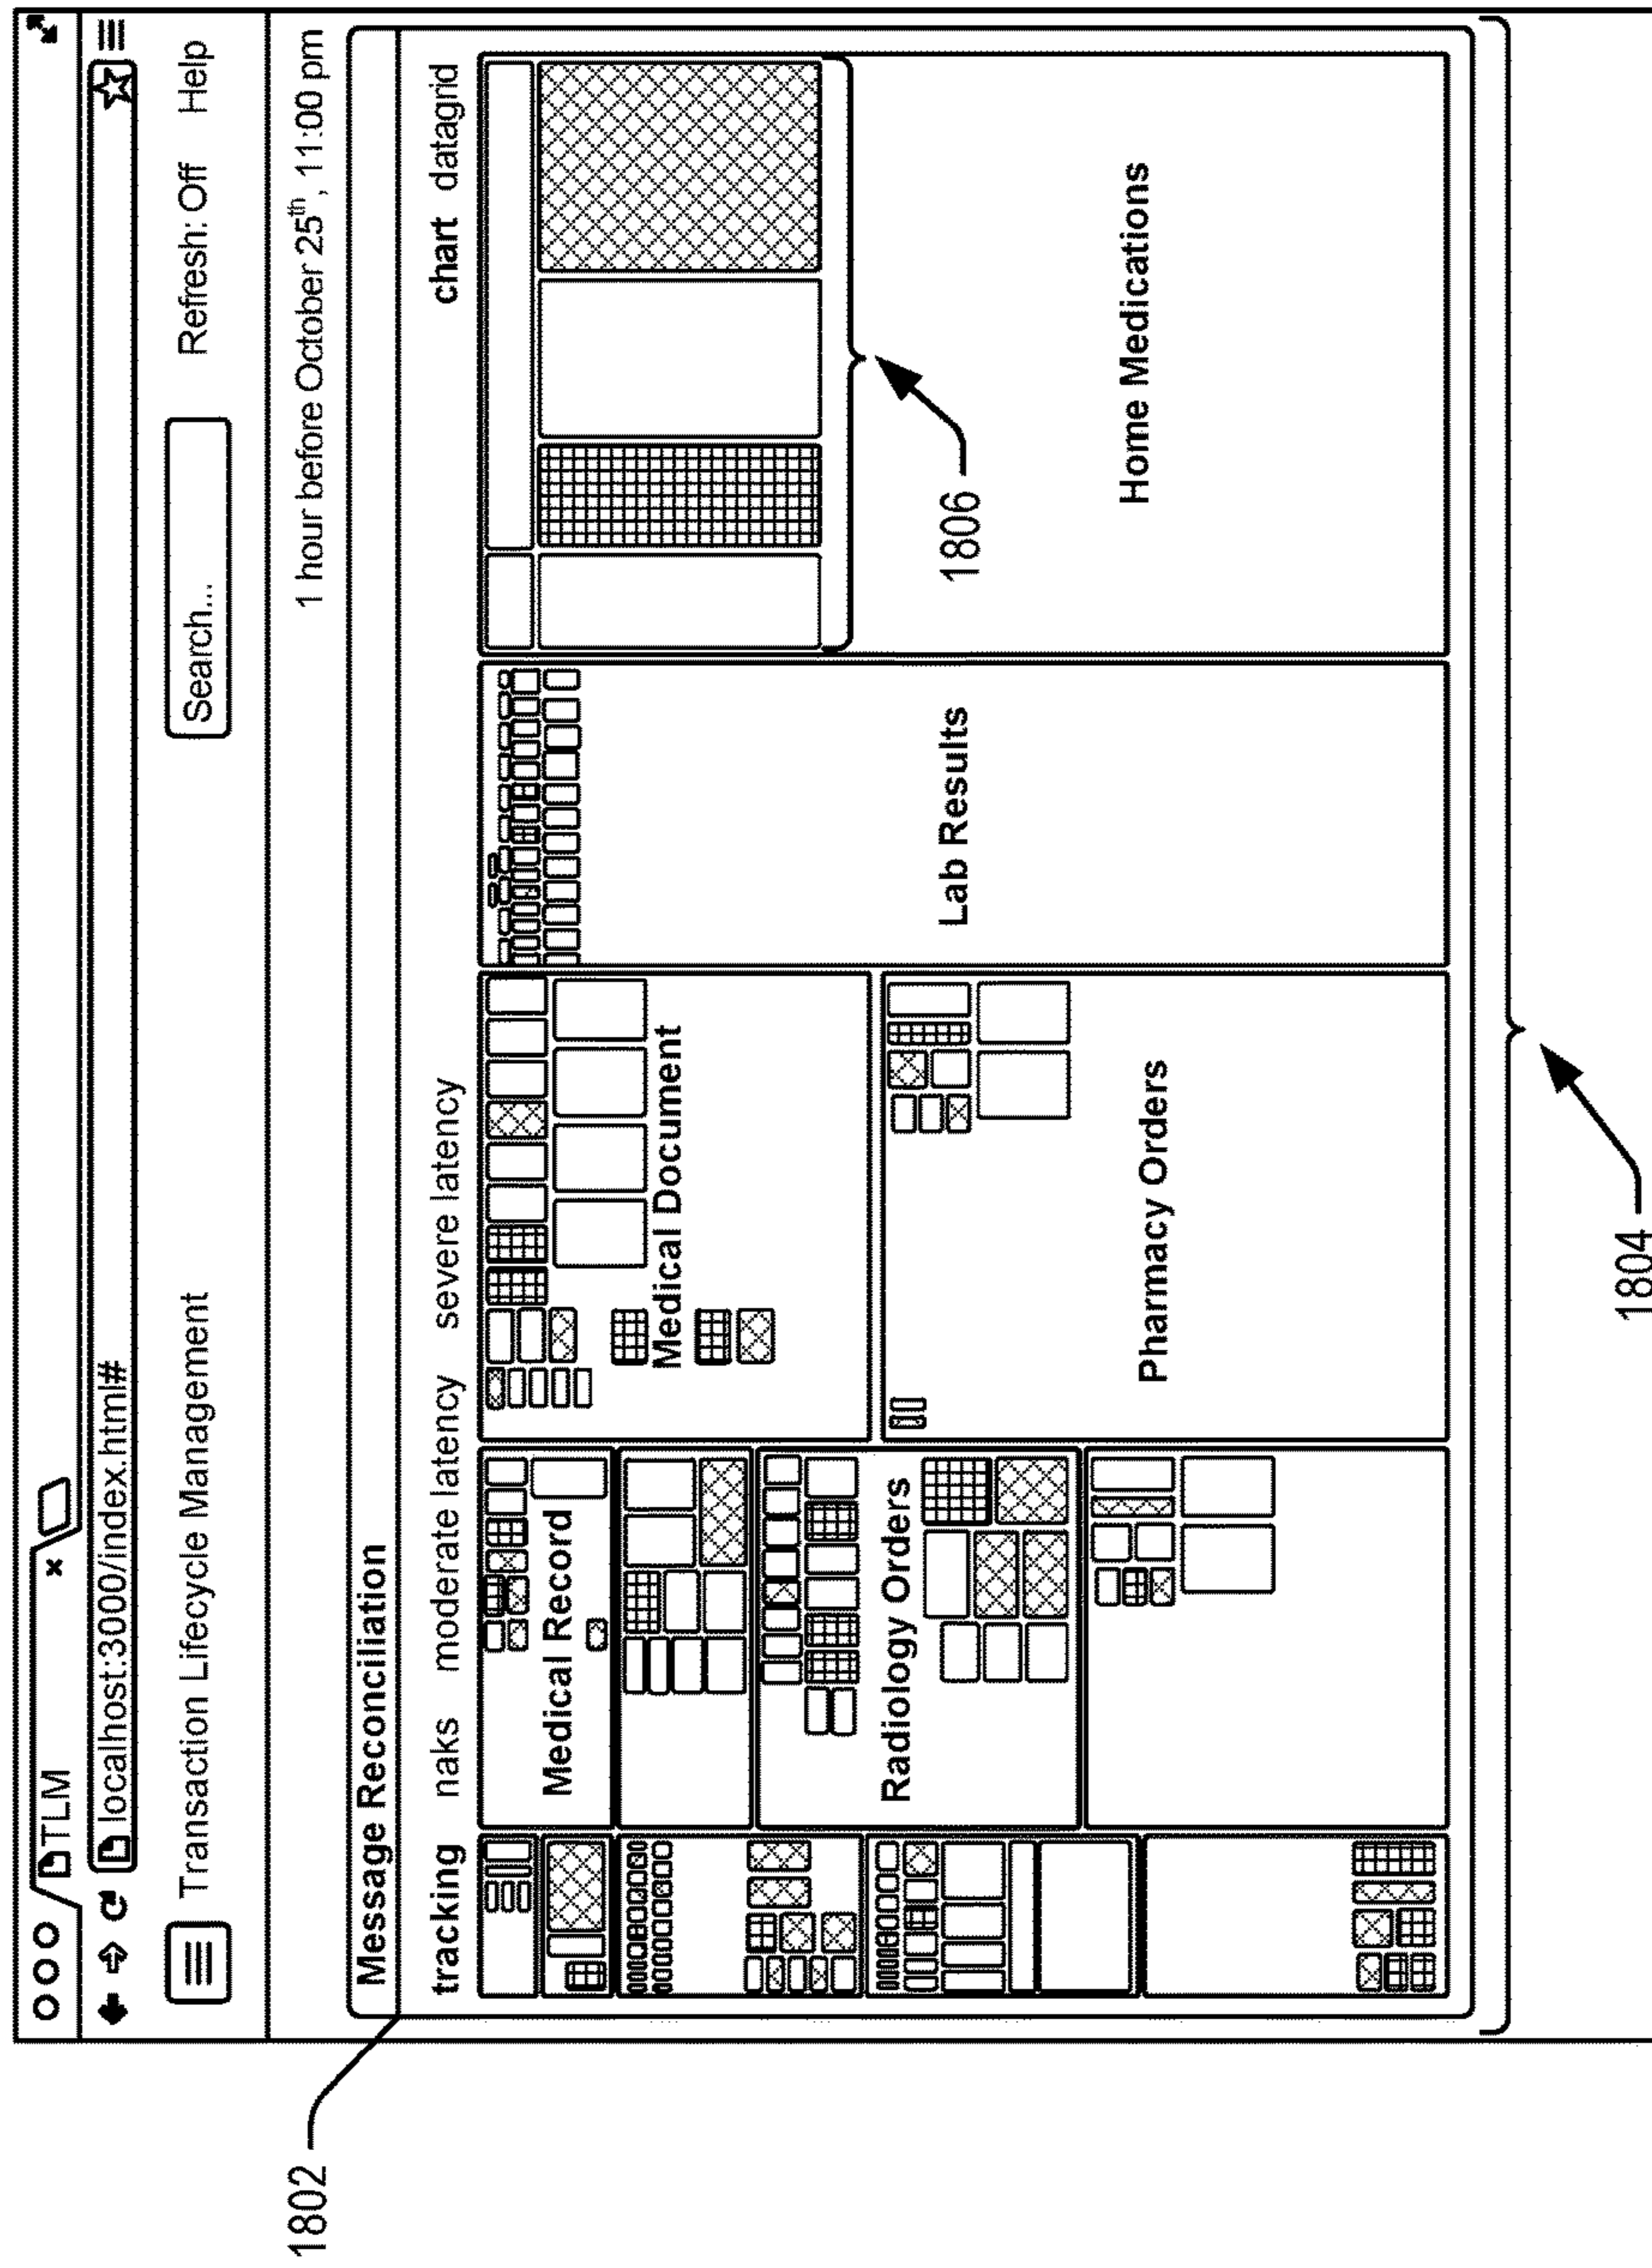 TLM
localhost:3000/index.html#
Transaction Lifecycle Management
Search...
Refresh: Off
Help
1 hour before October 25th, 11:00 pm
Message Reconciliation
tracking naks moderate latency severe latency
chart datagrid
Medical Record
Medical Document
Radiology Orders
Lab Results
Pharmacy Orders
Home Medications
1802
1806
1804